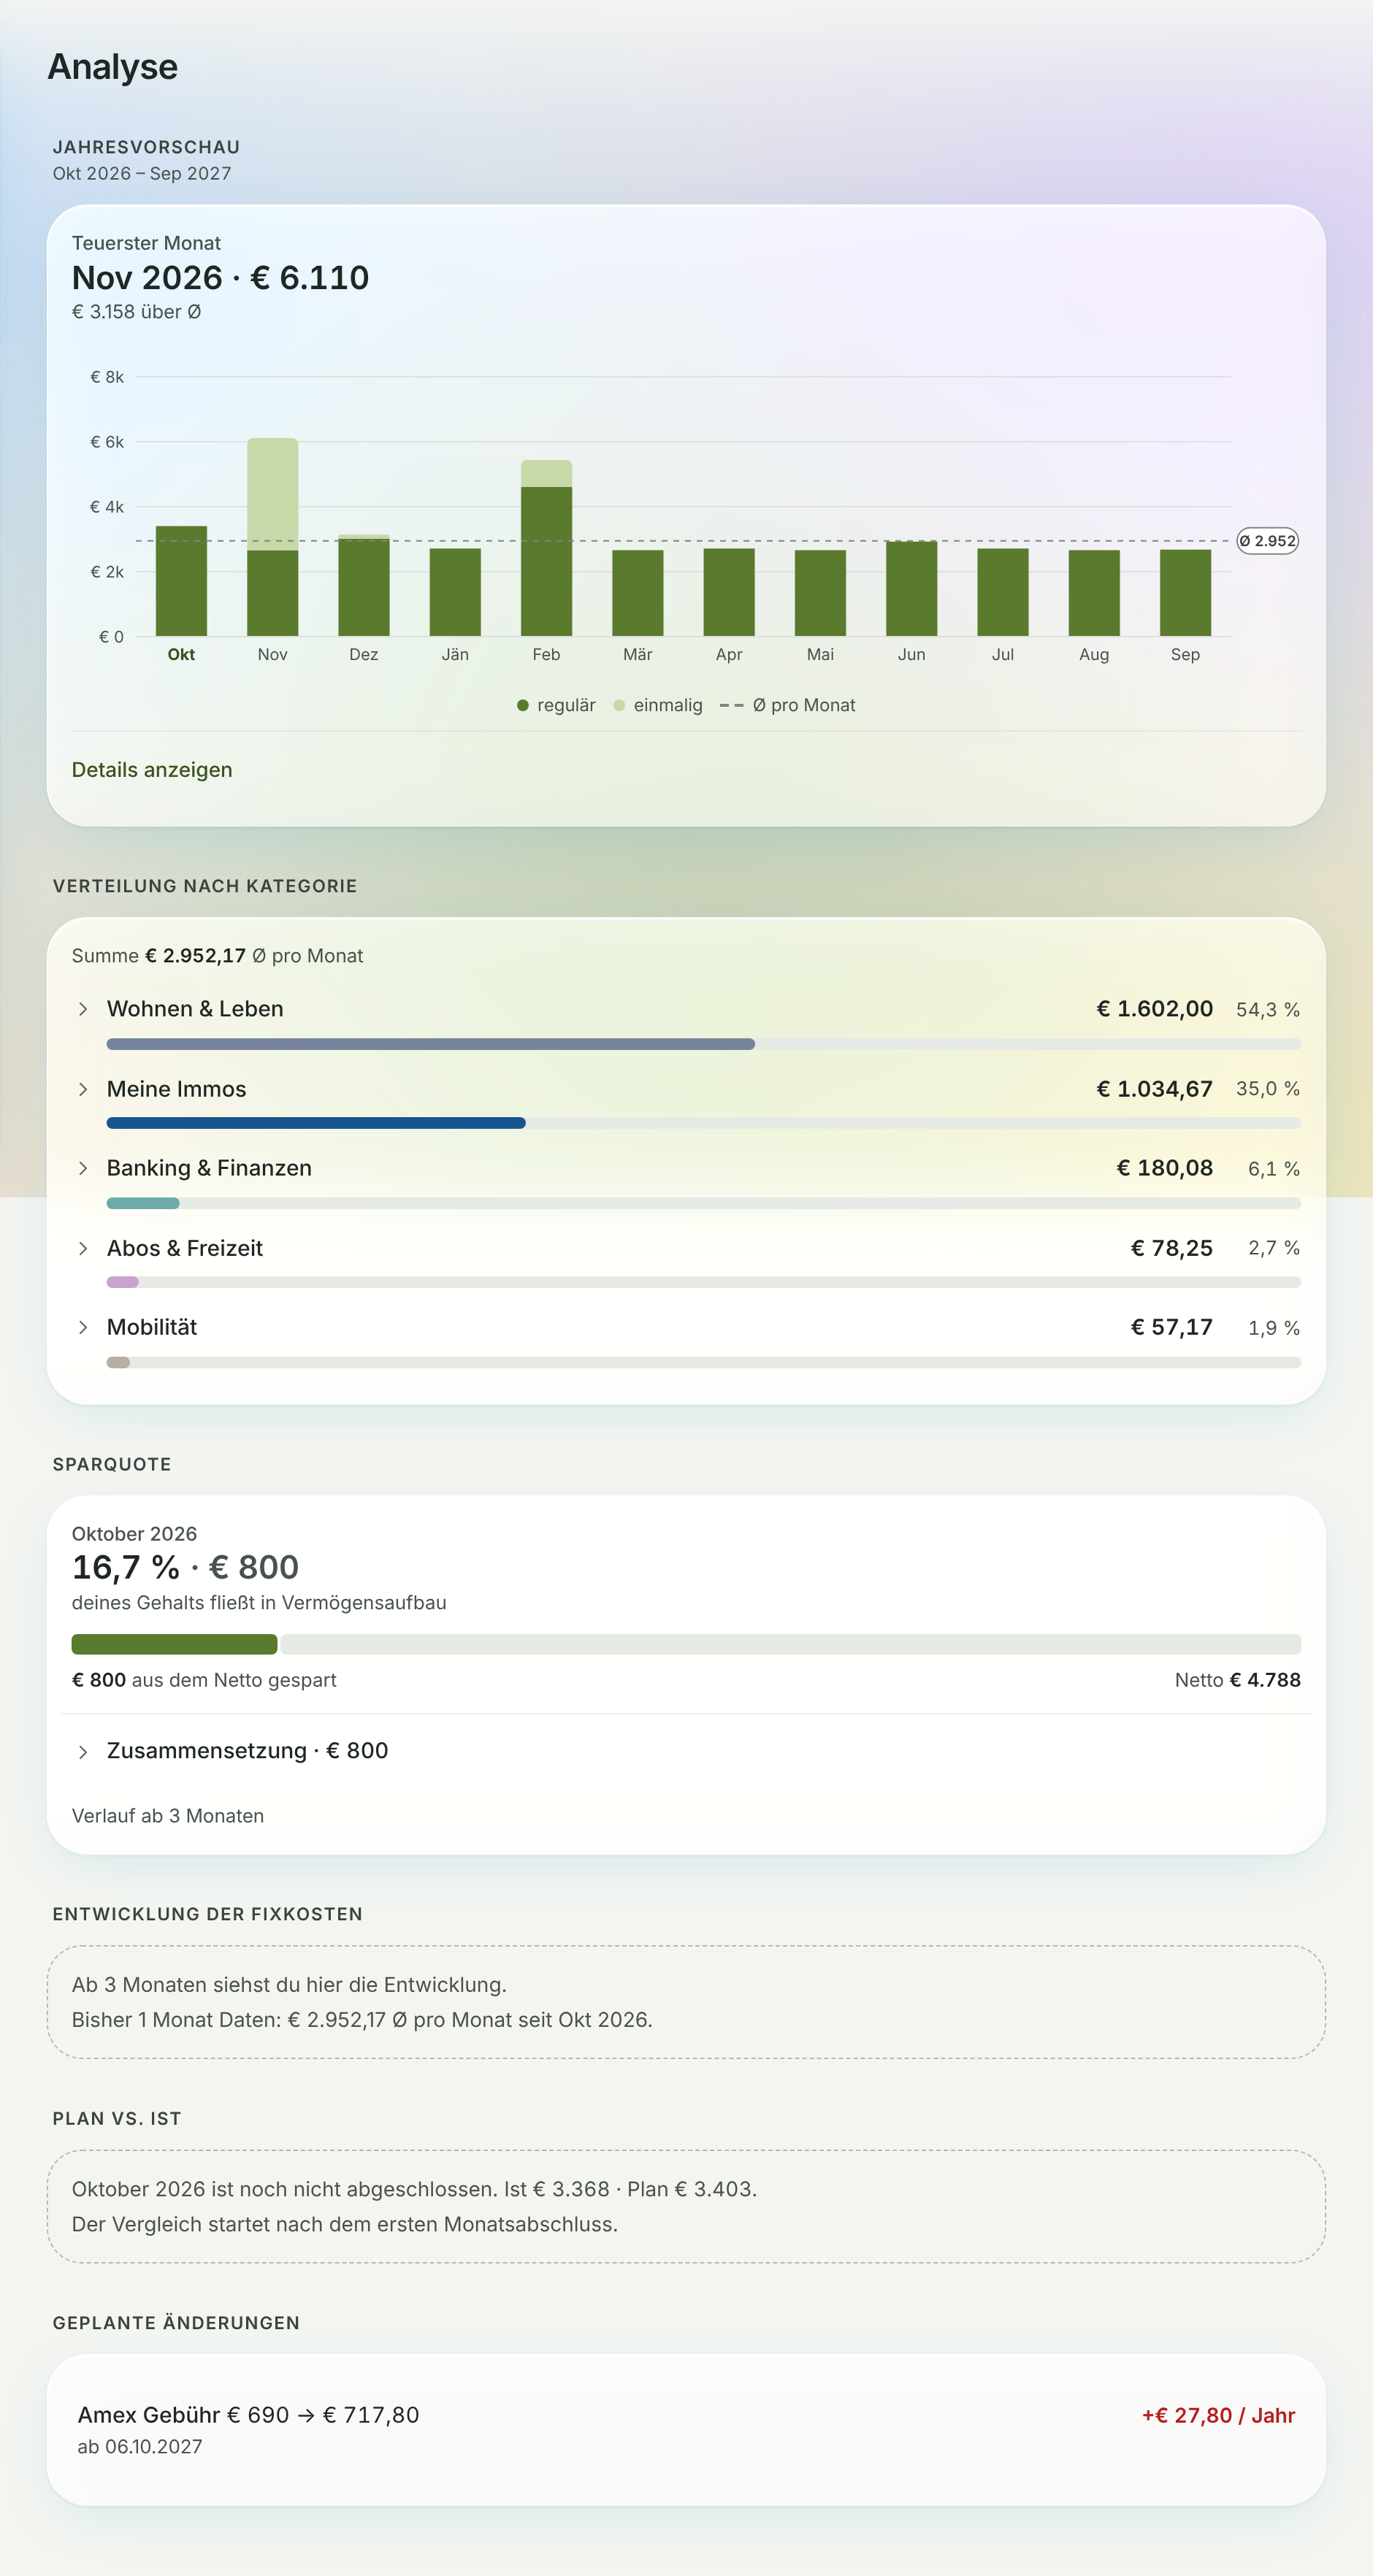 Analyse
JAHRESVORSCHAU
Okt 2026 – Sep 2027
Teuerster Monat
Nov 2026 · € 6.110
€ 3.158 über Ø
€ 8k
€ 6k
€ 4k
Ø 2.952
€ 2k
€ 0
Okt Nov Dez Jän Feb Mär Apr Mai Jun Jul Aug Sep
regulär einmalig Ø pro Monat
Details anzeigen
VERTEILUNG NACH KATEGORIE
Summe € 2.952,17 Ø pro Monat
Wohnen & Leben € 1.602,00 54,3 %
Meine Immos € 1.034,67 35,0 %
Banking & Finanzen € 180,08 6,1 %
Abos & Freizeit € 78,25 2,7 %
Mobilität € 57,17 1,9 %
SPARQUOTE
Oktober 2026
16,7 % · € 800
deines Gehalts fließt in Vermögensaufbau
€ 800 aus dem Netto gespart Netto € 4.788
Zusammensetzung · € 800
Verlauf ab 3 Monaten
ENTWICKLUNG DER FIXKOSTEN
Ab 3 Monaten siehst du hier die Entwicklung.
Bisher 1 Monat Daten: € 2.952,17 Ø pro Monat seit Okt 2026.
PLAN VS. IST
Oktober 2026 ist noch nicht abgeschlossen. Ist € 3.368 · Plan € 3.403.
Der Vergleich startet nach dem ersten Monatsabschluss.
GEPLANTE ÄNDERUNGEN
Amex Gebühr € 690 → € 717,80 +€ 27,80 / Jahr
ab 06.10.2027